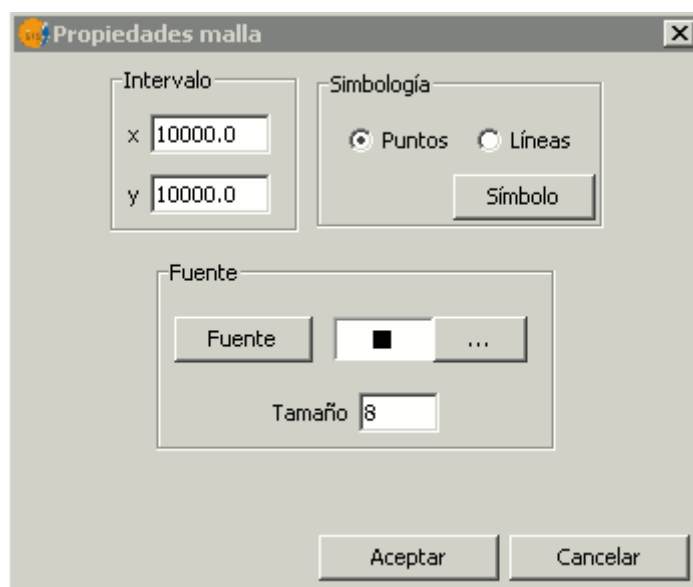 Propiedades malla
Intervalo
x 10000.0
y 10000.0
Simbología
Puntos Líneas
Símbolo
Fuente
Fuente ...
Tamaño 8
Aceptar Cancelar